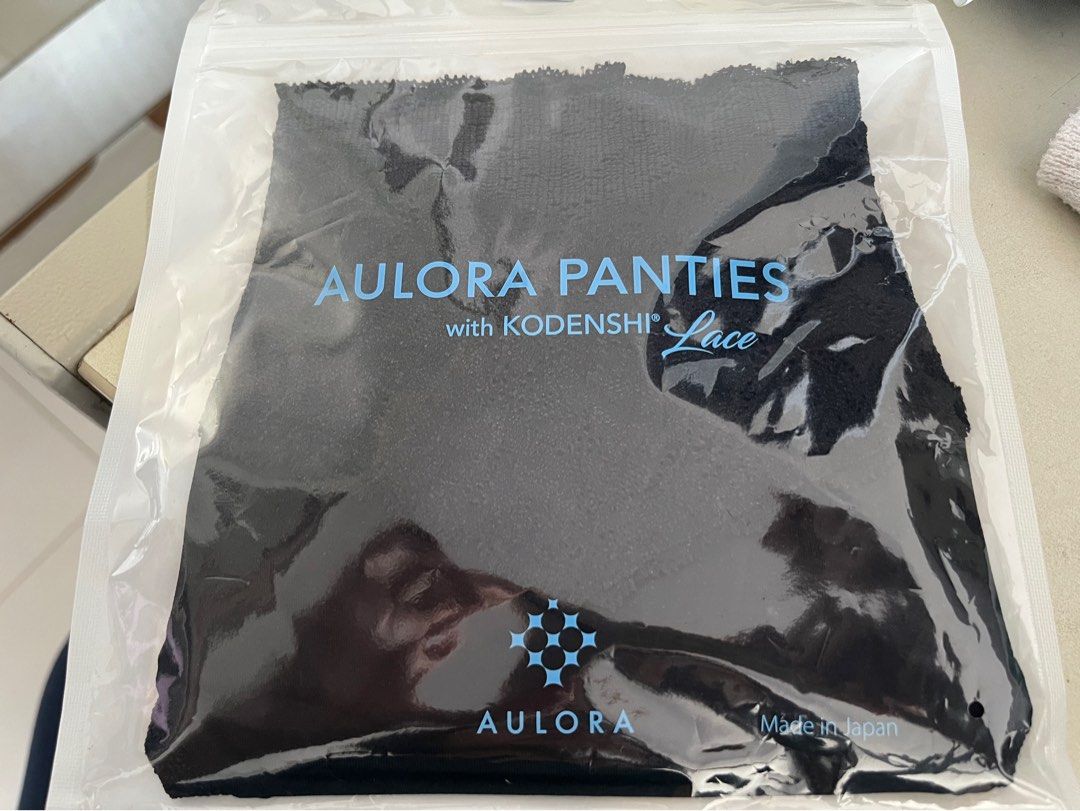 AULORA PANTIES
with KODENSHI® Lace
AULORA
Made in Japan